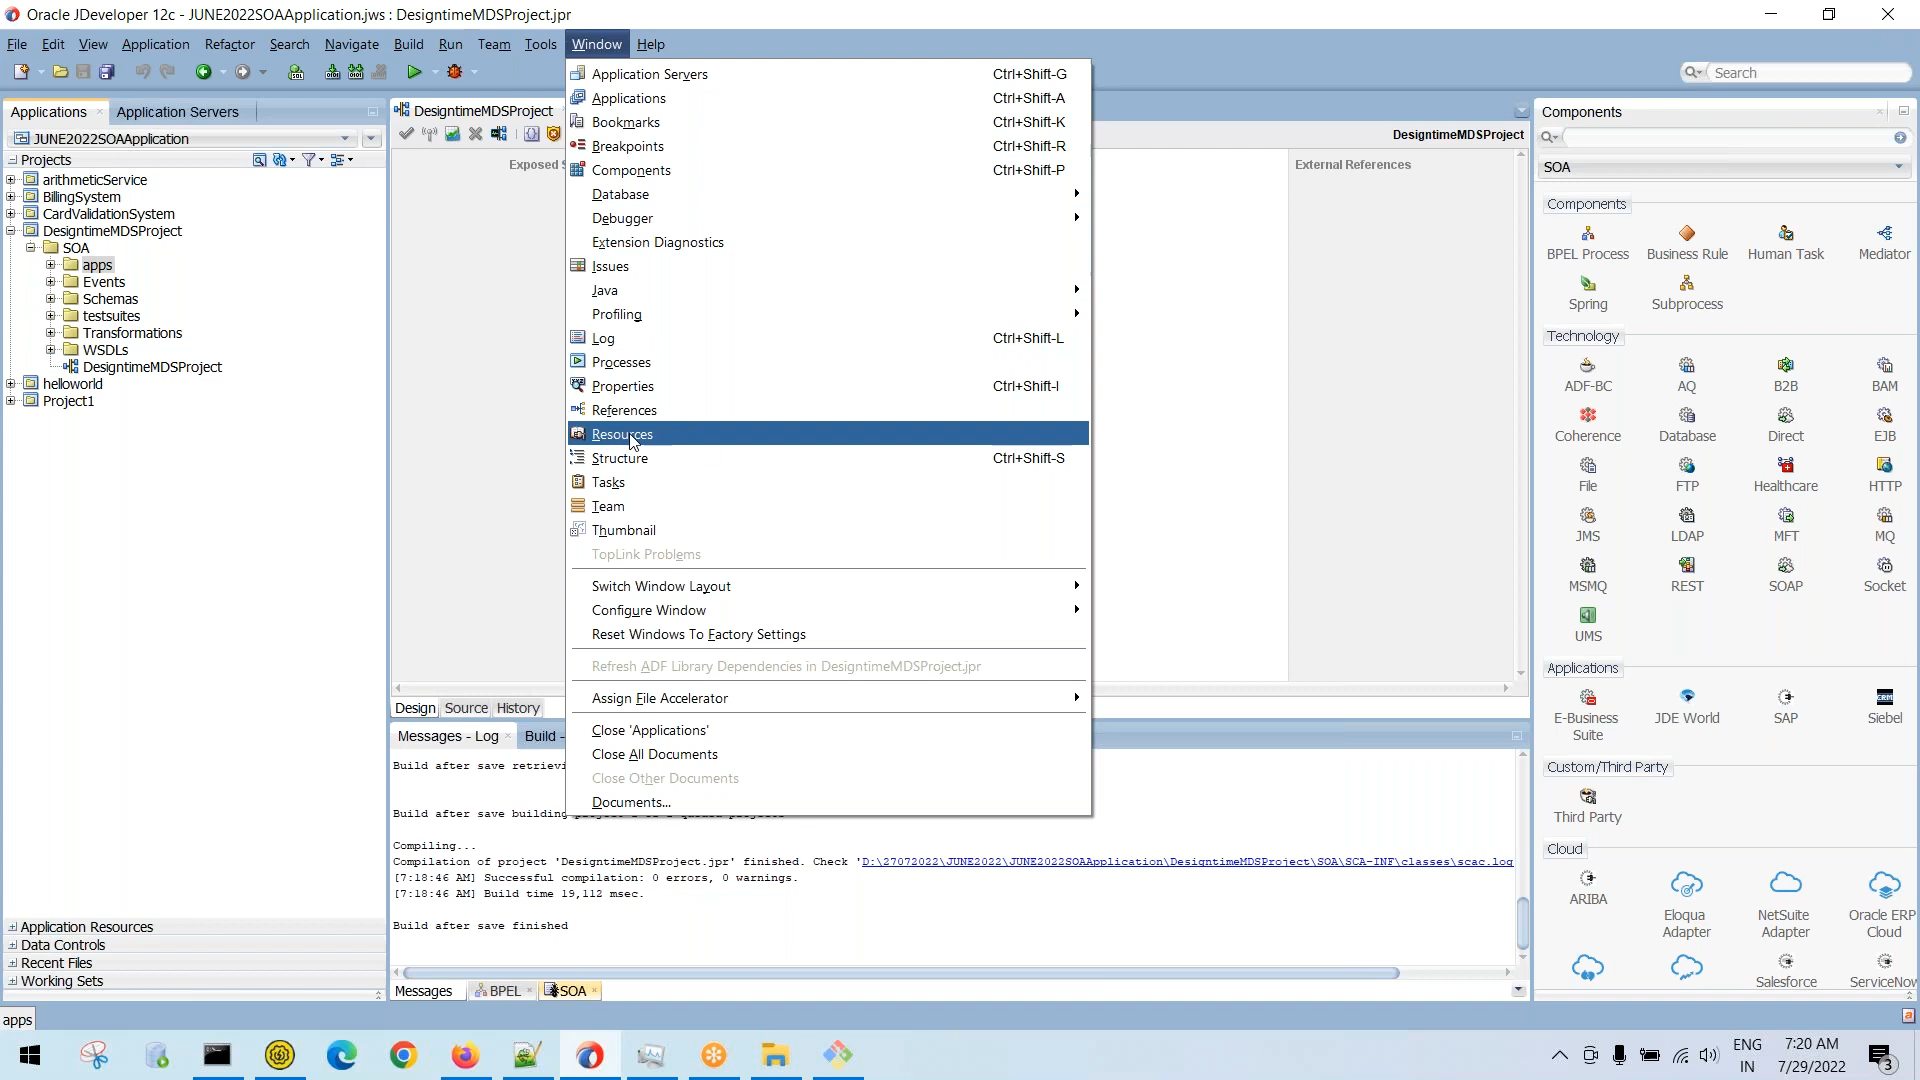 Oracle JDeveloper 12c - JUNE2022SOAApplication.jws : DesigntimeMDSProject.jpr
File Edit View Application Refactor Search Navigate Build Run Team Tools Window Help
Search
Applications
Application Servers
JUNE2022SOAApplication
Projects
arithmeticService
BillingSystem
CardValidationSystem
DesigntimeMDSProject
SOA
apps
Events
Schemas
testsuites
Transformations
WSDLs
DesigntimeMDSProject
helloworld
Project1
Application Resources
Data Controls
Recent Files
Working Sets
apps
DesigntimeMDSProject
DesigntimeMDSProject
Exposed
External References
Application Servers Ctrl+Shift-G
Applications Ctrl+Shift-A
Bookmarks Ctrl+Shift-K
Breakpoints Ctrl+Shift-R
Components Ctrl+Shift-P
Database
Debugger
Extension Diagnostics
Issues
Java
Profiling
Log Ctrl+Shift-L
Processes
Properties Ctrl+Shift-I
References
Resources
Structure Ctrl+Shift-S
Tasks
Team
Thumbnail
TopLink Problems
Switch Window Layout
Configure Window
Reset Windows To Factory Settings
Refresh ADF Library Dependencies in DesigntimeMDSProject.jpr
Assign File Accelerator
Close 'Applications'
Close All Documents
Close Other Documents
Documents...
Design Source History
Messages - Log
Build -
Build after save
Build after save building
Compiling...
Compilation of project 'DesigntimeMDSProject.jpr' finished. Check 'D:\27072022\JUNE2022\JUNE2022SOAApplication\DesigntimeMDSProject\SOA\SCA-INF\classes\scac.log
[7:18:46 AM] Successful compilation: 0 errors, 0 warnings.
[7:18:46 AM] Build time 19,112 msec.
Build after save finished
Messages BPEL SOA
Components
SOA
Components
BPEL Process Business Rule Human Task Mediator
Spring Subprocess
Technology
ADF-BC AQ B2B BAM
Coherence Database Direct EJB
File FTP Healthcare HTTP
JMS LDAP MFT MQ
MSMQ REST SOAP Socket
UMS
Applications
E-Business Suite JDE World SAP Siebel
Custom/Third Party
Third Party
Cloud
ARIBA Eloqua Adapter NetSuite Adapter Oracle ERP Cloud
Salesforce
ENG
IN
7:20 AM
7/29/2022
3